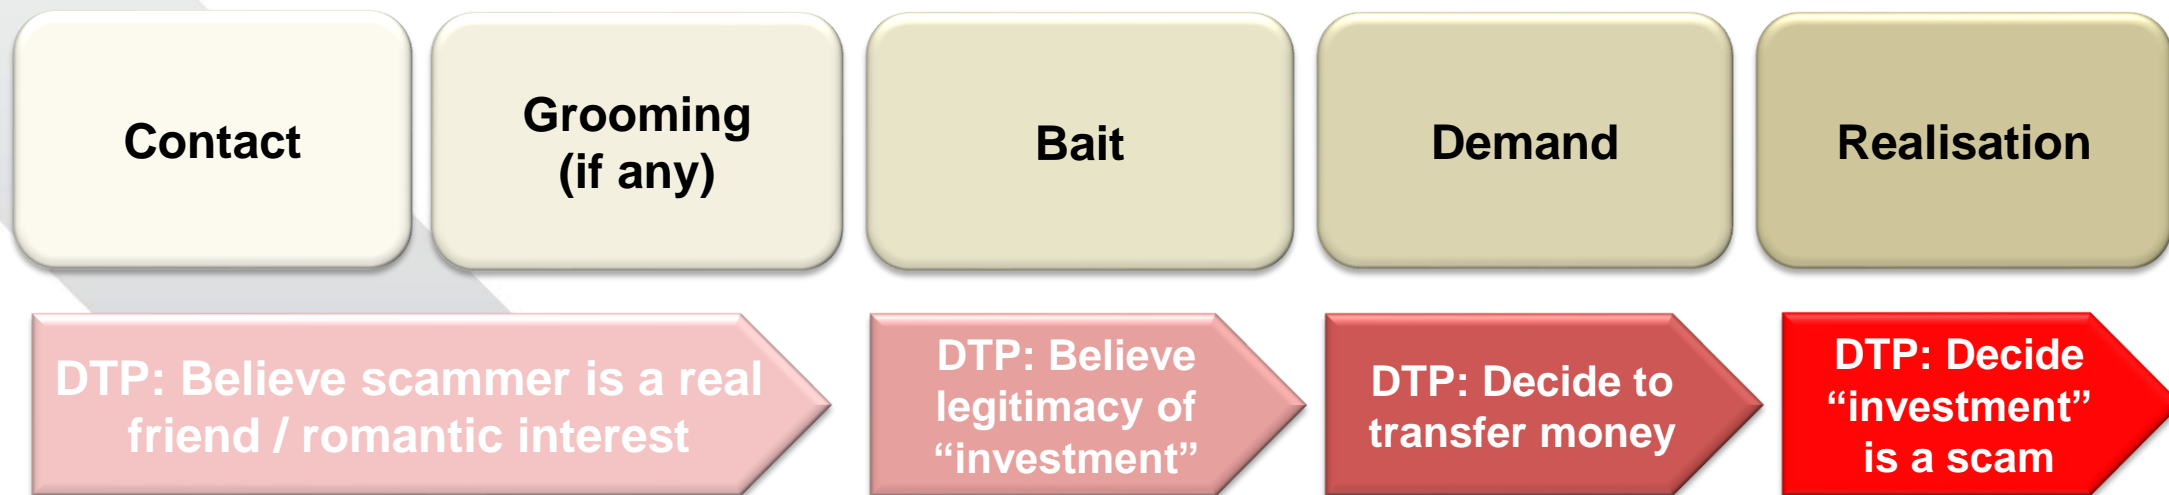 Contact
Grooming
(if any)
Bait
Demand
Realisation
DTP: Believe scammer is a real
friend / romantic interest
DTP: Believe
legitimacy of
“investment”
DTP: Decide to
transfer money
DTP: Decide
“investment”
is a scam